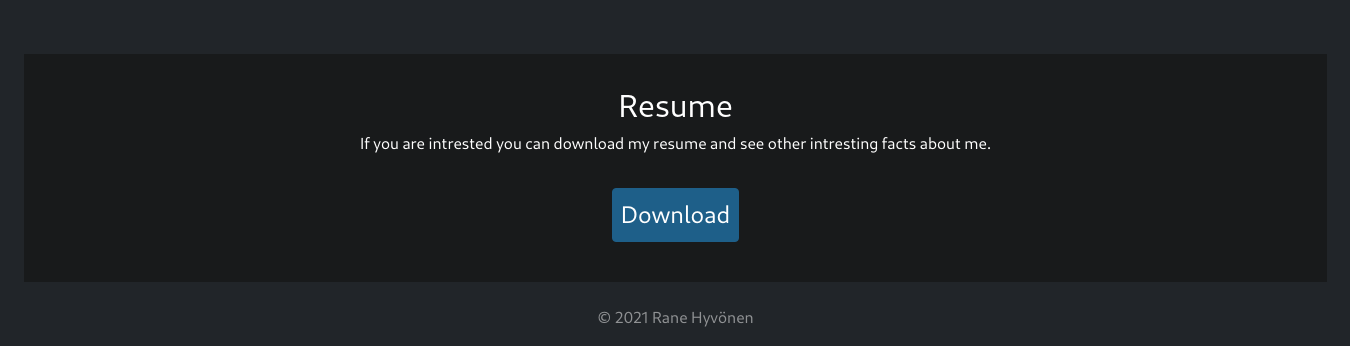 Resume
If you are intrested you can download my resume and see other intresting facts about me.
Download
© 2021 Rane Hyvönen